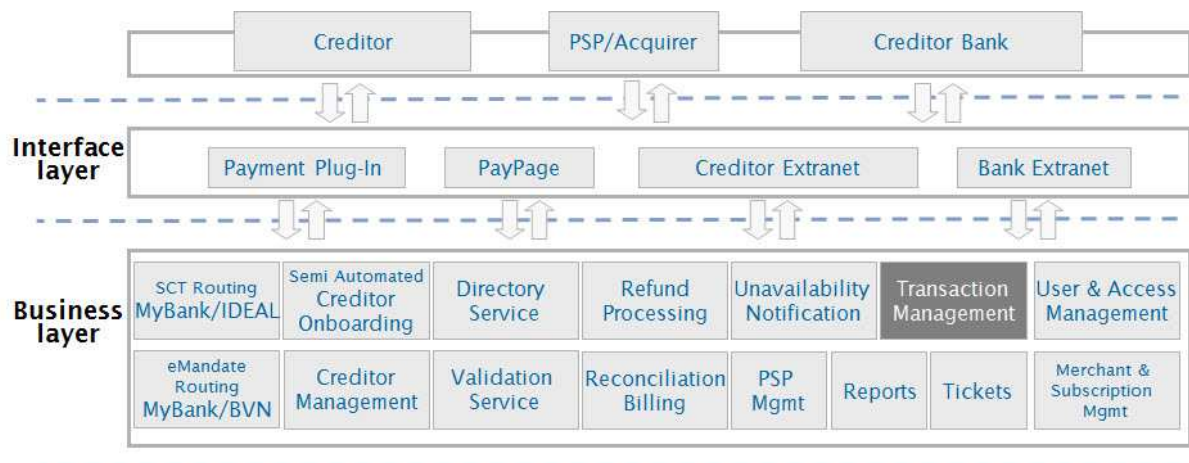 Creditor
PSP/Acquirer
Creditor Bank
Interface
layer
Payment Plug-In
PayPage
Creditor Extranet
Bank Extranet
Business
layer
SCT Routing
MyBank/IDEAL
Semi Automated
Creditor
Onboarding
Directory
Service
Refund
Processing
Unavailability
Notification
Transaction
Management
User & Access
Management
eMandate
Routing
MyBank/BVN
Creditor
Management
Validation
Service
Reconciliation
Billing
PSP
Mgmt
Reports
Tickets
Merchant &
Subscription
Mgmt